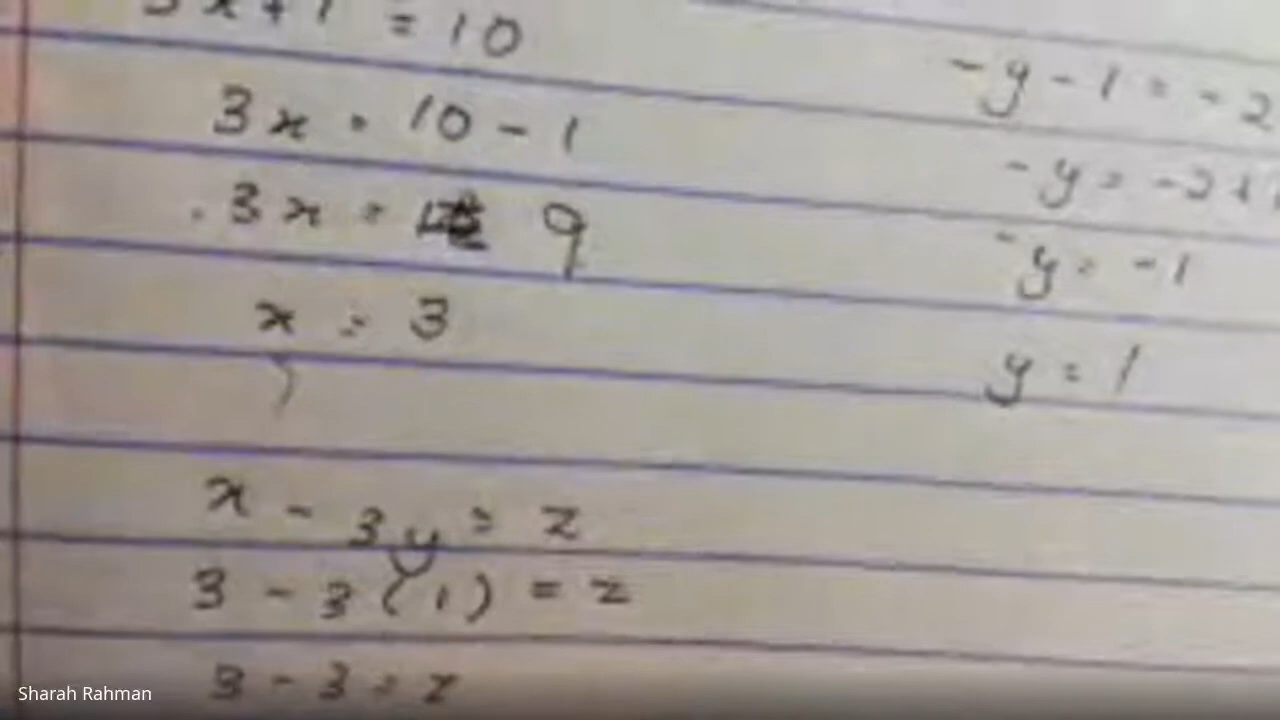 3x+1 = 10
3x = 10 - 1
3x = 9
x = 3
x - 3y = z
3 - 3(1) = z
3 - 3 = z
-y - 1 = -2
-y = -2+
-y = -1
y = 1
Sharah Rahman